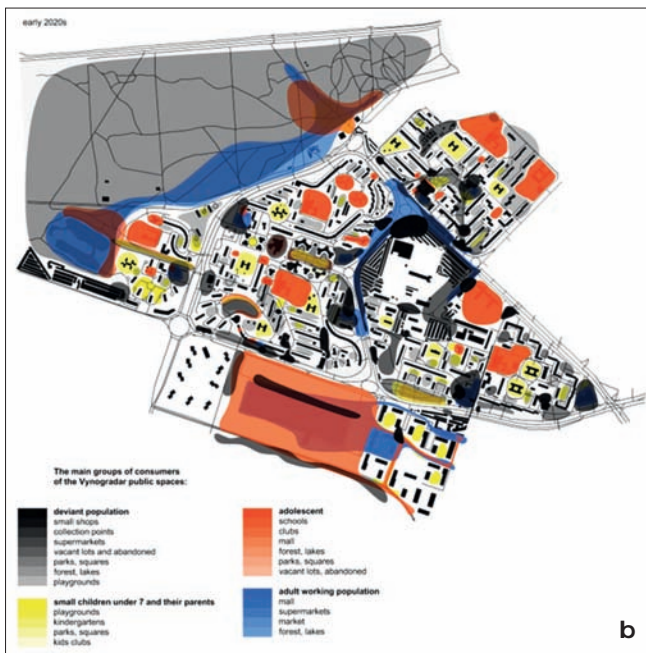 early 2020s
The main groups of consumers
of the Vynogradar public spaces:
deviant population
small shops
collection points
supermarkets
vacant lots and abandoned
parks, squares
forest, lakes
playgrounds
small children under 7 and their parents
playgrounds
kindergartens
parks, squares
kids clubs
adolescent
schools
clubs
mall
forest, lakes
parks, squares
vacant lots, abandoned
adult working population
mall
supermarkets
market
forest, lakes
b